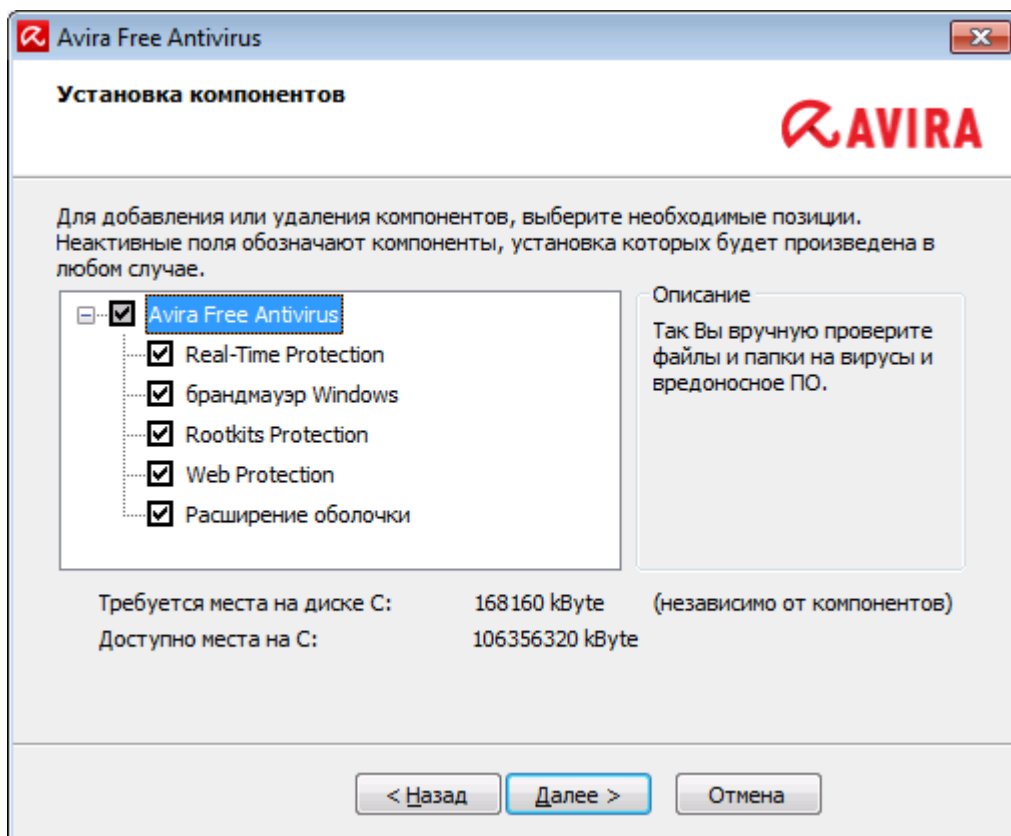 Avira Free Antivirus
Установка компонентов
AVIRA
Для добавления или удаления компонентов, выберите необходимые позиции.
Неактивные поля обозначают компоненты, установка которых будет произведена в
любом случае.
Avira Free Antivirus
Real-Time Protection
брандмауэр Windows
Rootkits Protection
Web Protection
Расширение оболочки
Описание
Так Вы вручную проверите
файлы и папки на вирусы и
вредоносное ПО.
Требуется места на диске C: 168160 kByte (независимо от компонентов)
Доступно места на C: 106356320 kByte
< Назад Далее > Отмена